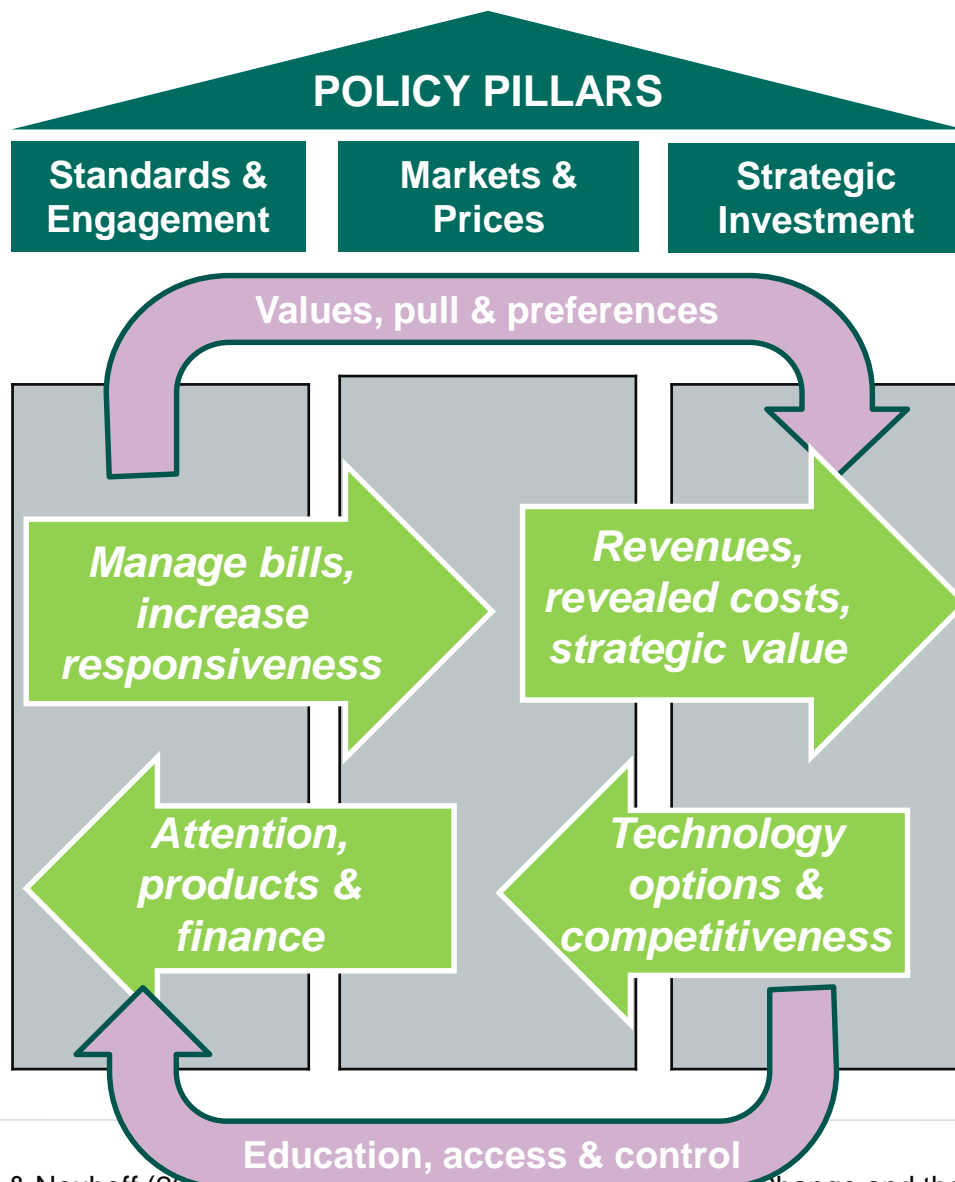 POLICY PILLARS
Standards &
Engagement
Markets &
Prices
Strategic
Investment
Values, pull & preferences
Manage bills,
increase
responsiveness
Revenues,
revealed costs,
strategic value
Attention,
products &
finance
Technology
options &
competitiveness
Education, access & control
& Neuhoff